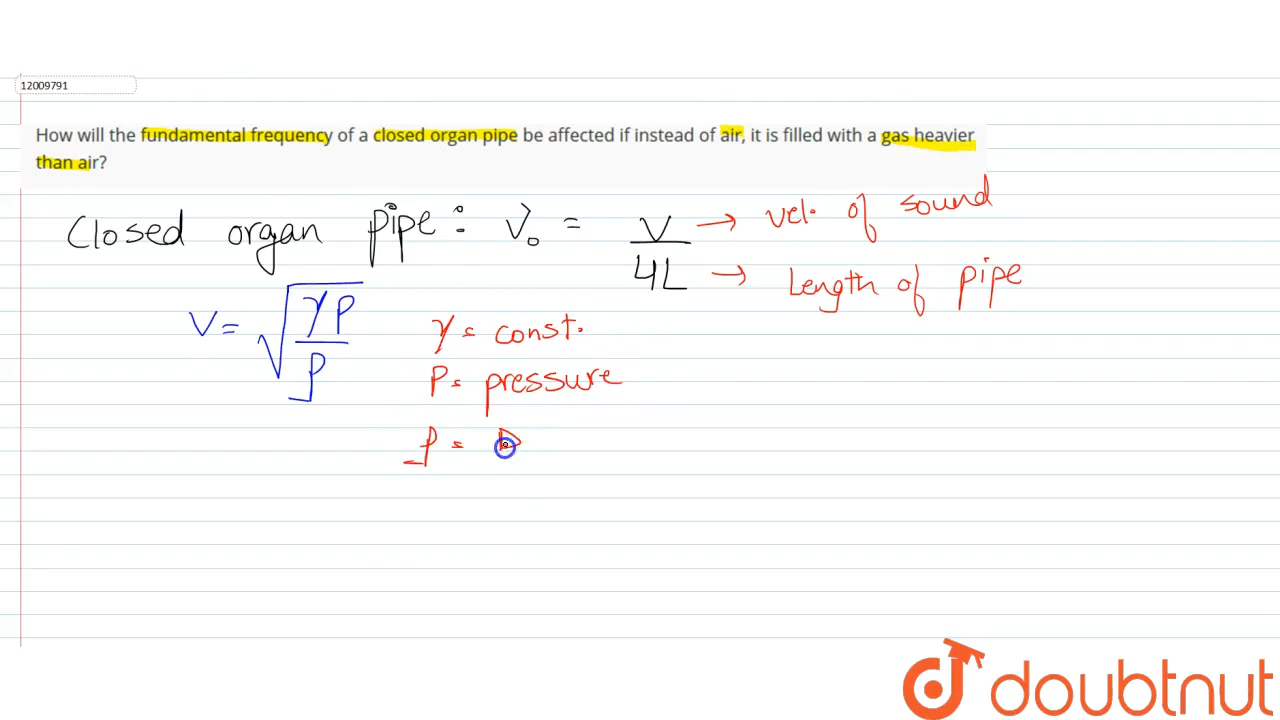 12009791
How will the fundamental frequency of a closed organ pipe be affected if instead of air, it is filled with a gas heavier
than air?
Closed organ pipe : ν₀ = V/4L → vel. of sound
→ Length of pipe
V = √(γP/ρ)
γ = const.
P = pressure
ρ = D
doubtnut